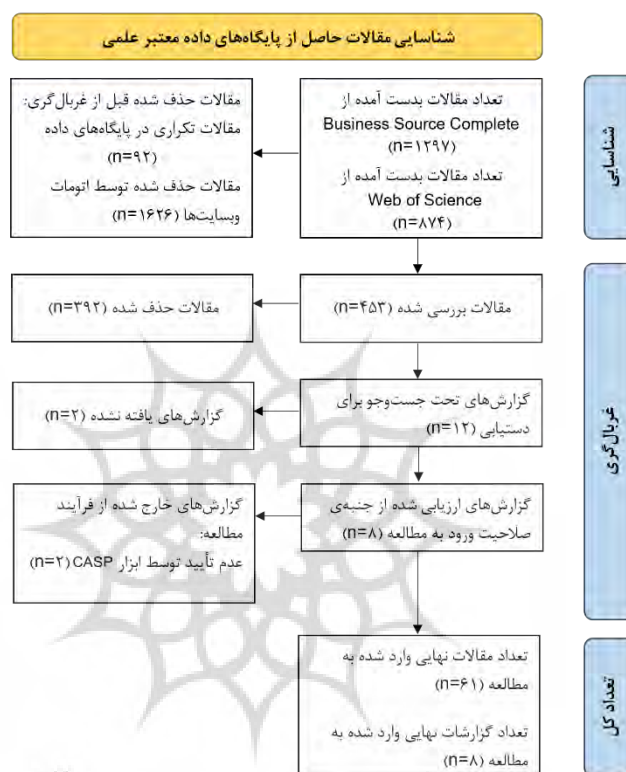 شناسایی مقالات حاصل از پایگاه‌های داده معتبر علمی
شناسایی
تعداد مقالات بدست آمده از
Business Source Complete
(n=۱۲۹۷)
تعداد مقالات بدست آمده از
Web of Science
(n=۸۷۴)
مقالات حذف شده قبل از غربال‌گری:
مقالات تکراری در پایگاه‌های داده
(n=۹۲)
مقالات حذف شده توسط اتومات
وبسایت‌ها (n=۱۶۲۶)
غربال‌گری
مقالات بررسی شده (n=۴۵۳)
مقالات حذف شده (n=۳۹۲)
گزارش‌های تحت جست‌وجو برای
دستیابی (n=۱۲)
گزارش‌های یافته نشده (n=۲)
گزارش‌های ارزیابی شده از جنبه‌ی
صلاحیت ورود به مطالعه (n=۸)
گزارش‌های خارج شده از فرآیند
مطالعه:
عدم تأیید توسط ابزار CASP (n=۲)
تعداد کل
تعداد مقالات نهایی وارد شده به
مطالعه (n=۶۱)
تعداد گزارشات نهایی وارد شده به
مطالعه (n=۸)